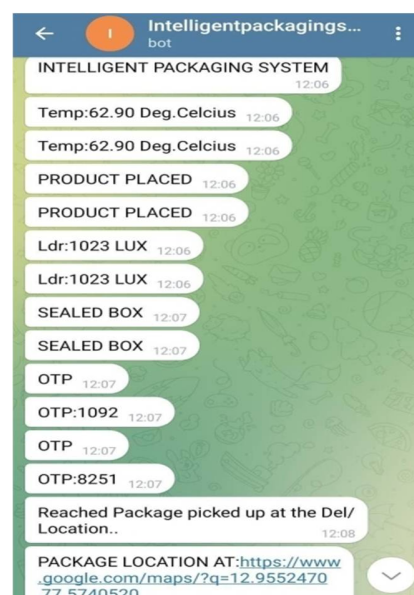 Intelligentpackagings...
I
bot
INTELLIGENT PACKAGING SYSTEM
12:06
Temp:62.90 Deg.Celcius 12:06
Temp:62.90 Deg.Celcius 12:06
PRODUCT PLACED 12:06
PRODUCT PLACED 12:06
Ldr:1023 LUX 12:06
Ldr:1023 LUX 12:06
SEALED BOX 12:07
SEALED BOX 12:07
OTP 12:07
OTP:1092 12:07
OTP 12:07
OTP:8251 12:07
Reached Package picked up at the Del/
Location..
12:08
PACKAGE LOCATION AT:https://www
.google.com/maps/?q=12.9552470
,77.5740520